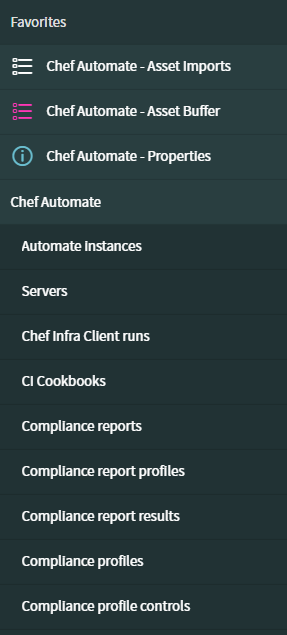 Favorites
Chef Automate - Asset Imports
Chef Automate - Asset Buffer
Chef Automate - Properties
Chef Automate
Automate Instances
Servers
Chef Infra Client runs
CI Cookbooks
Compliance reports
Compliance report profiles
Compliance report results
Compliance profiles
Compliance profile controls